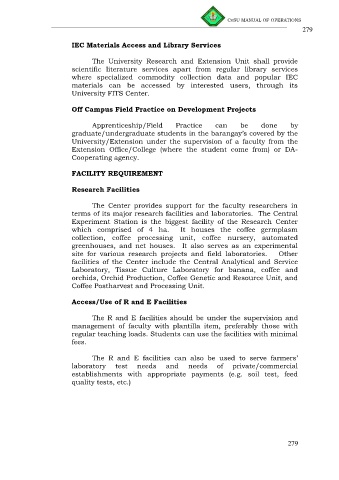 CvSU MANUAL OF OPERATIONS
279
IEC Materials Access and Library Services
The University Research and Extension Unit shall provide
scientific literature services apart from regular library services
where specialized commodity collection data and popular IEC
materials can be accessed by interested users, through its
University FITS Center.
Off Campus Field Practice on Development Projects
Apprenticeship/Field Practice can be done by
graduate/undergraduate students in the barangay's covered by the
University/Extension under the supervision of a faculty from the
Extension Office/College (where the student come from) or DA-
Cooperating agency.
FACILITY REQUIREMENT
Research Facilities
The Center provides support for the faculty researchers in
terms of its major research facilities and laboratories. The Central
Experiment Station is the biggest facility of the Research Center
which comprised of 4 ha. It houses the coffee germplasm
collection, coffee processing unit, coffee nursery, automated
greenhouses, and net houses. It also serves as an experimental
site for various research projects and field laboratories. Other
facilities of the Center include the Central Analytical and Service
Laboratory, Tissue Culture Laboratory for banana, coffee and
orchids, Orchid Production, Coffee Genetic and Resource Unit, and
Coffee Postharvest and Processing Unit.
Access/Use of R and E Facilities
The R and E facilities should be under the supervision and
management of faculty with plantilla item, preferably those with
regular teaching loads. Students can use the facilities with minimal
fees.
The R and E facilities can also be used to serve farmers'
laboratory test needs and needs of private/commercial
establishments with appropriate payments (e.g. soil test, feed
quality tests, etc.)
279